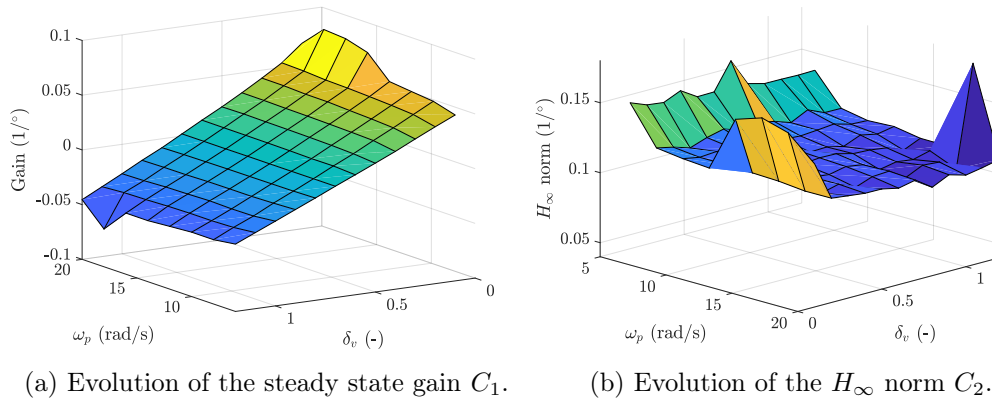 0.1
0.05
0
-0.05
-0.1
Gain (1/°)
20
15
10
ω_p (rad/s)
1
0.5
0
δ_v (-)
0.15
0.1
0.05
H_∞ norm (1/°)
5
10
15
20
ω_p (rad/s)
0
0.5
1
δ_v (-)
(a) Evolution of the steady state gain C_1.
(b) Evolution of the H_∞ norm C_2.